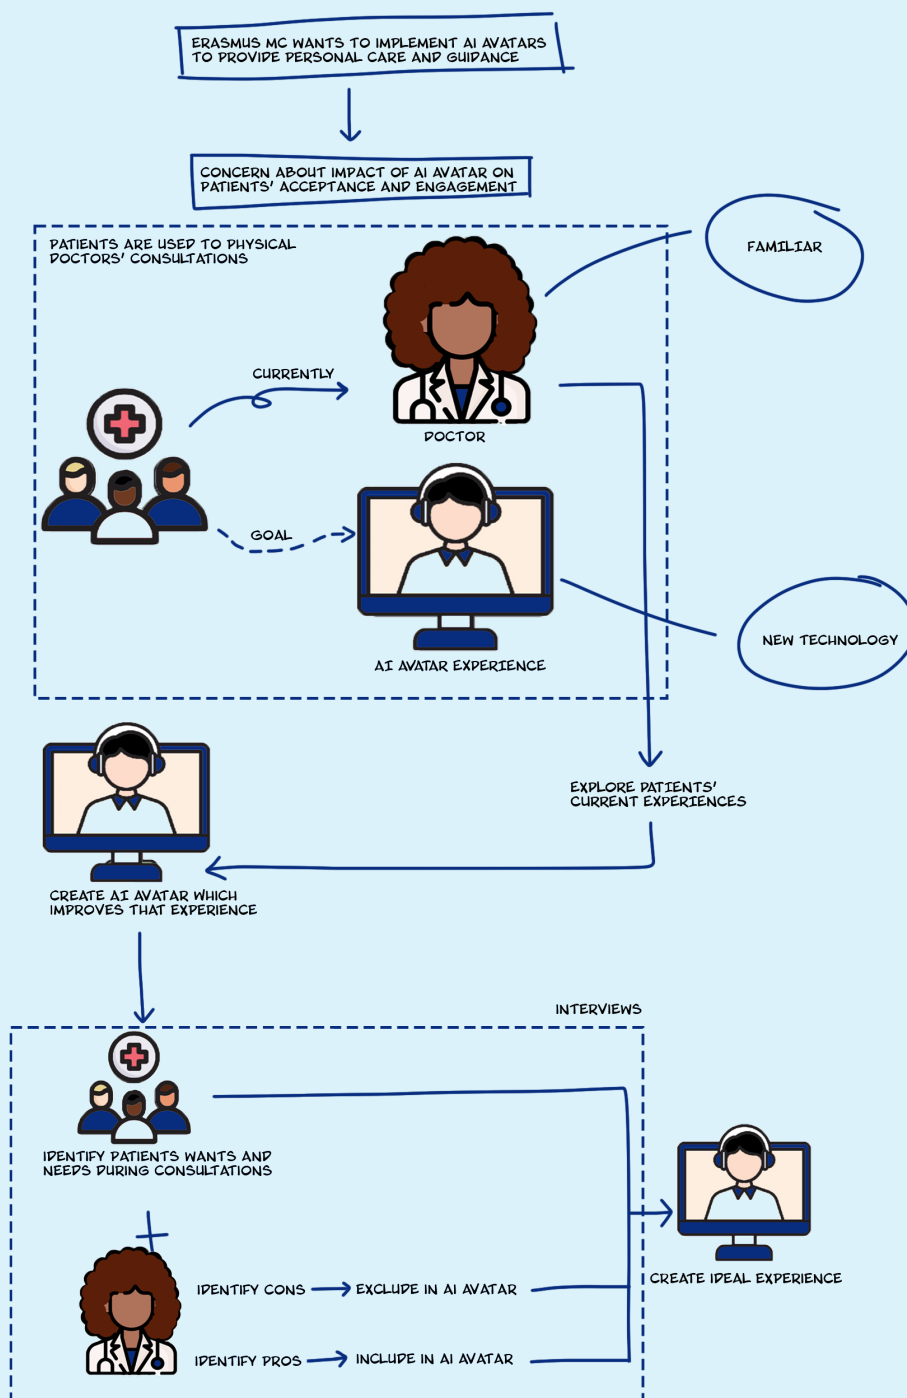 ERASMUS MC WANTS TO IMPLEMENT AI AVATARS
TO PROVIDE PERSONAL CARE AND GUIDANCE
CONCERN ABOUT IMPACT OF AI AVATAR ON
PATIENTS' ACCEPTANCE AND ENGAGEMENT
PATIENTS ARE USED TO PHYSICAL
DOCTORS' CONSULTATIONS
FAMILIAR
CURRENTLY
DOCTOR
GOAL
NEW TECHNOLOGY
AI AVATAR EXPERIENCE
EXPLORE PATIENTS'
CURRENT EXPERIENCES
CREATE AI AVATAR WHICH
IMPROVES THAT EXPERIENCE
INTERVIEWS
IDENTIFY PATIENTS WANTS AND
NEEDS DURING CONSULTATIONS
CREATE IDEAL EXPERIENCE
IDENTIFY CONS
EXCLUDE IN AI AVATAR
IDENTIFY PROS
INCLUDE IN AI AVATAR